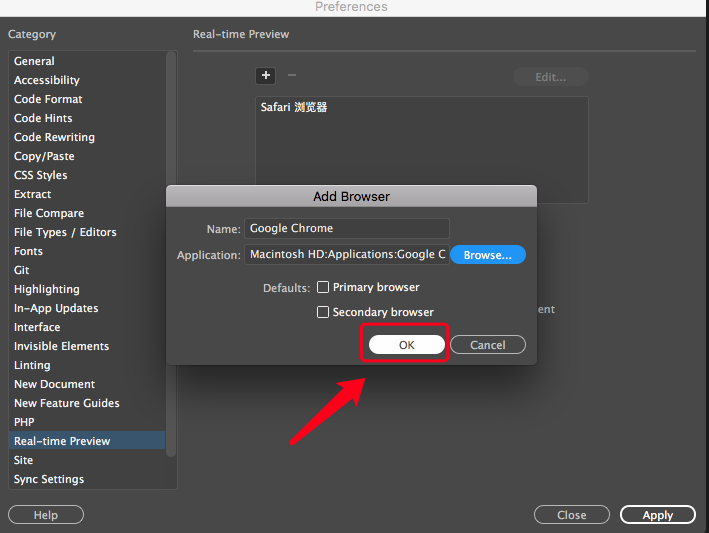 Preferences
Category
General
Accessibility
Code Format
Code Hints
Code Rewriting
Copy/Paste
CSS Styles
Extract
File Compare
File Types / Editors
Fonts
Git
Highlighting
In-App Updates
Interface
Invisible Elements
Linting
New Document
New Feature Guides
PHP
Real-time Preview
Site
Sync Settings
Real-time Preview
+ −
Edit...
Safari 浏览器
Add Browser
Name: Google Chrome
Application: Macintosh HD:Applications:Google C Browse...
Defaults: Primary browser
Secondary browser
ent
OK Cancel
Help Close Apply